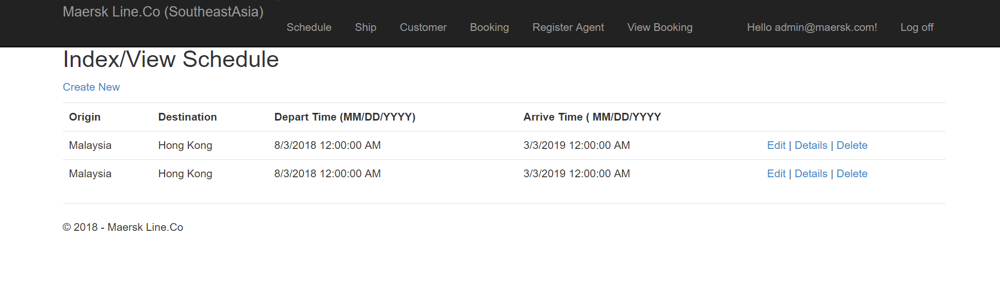 Maersk Line.Co (SoutheastAsia)
Schedule Ship Customer Booking Register Agent View Booking Hello admin@maersk.com! Log off
Index/View Schedule
Create New
Origin Destination Depart Time (MM/DD/YYYY) Arrive Time ( MM/DD/YYYY
Malaysia Hong Kong 8/3/2018 12:00:00 AM 3/3/2019 12:00:00 AM Edit | Details | Delete
Malaysia Hong Kong 8/3/2018 12:00:00 AM 3/3/2019 12:00:00 AM Edit | Details | Delete
© 2018 - Maersk Line.Co